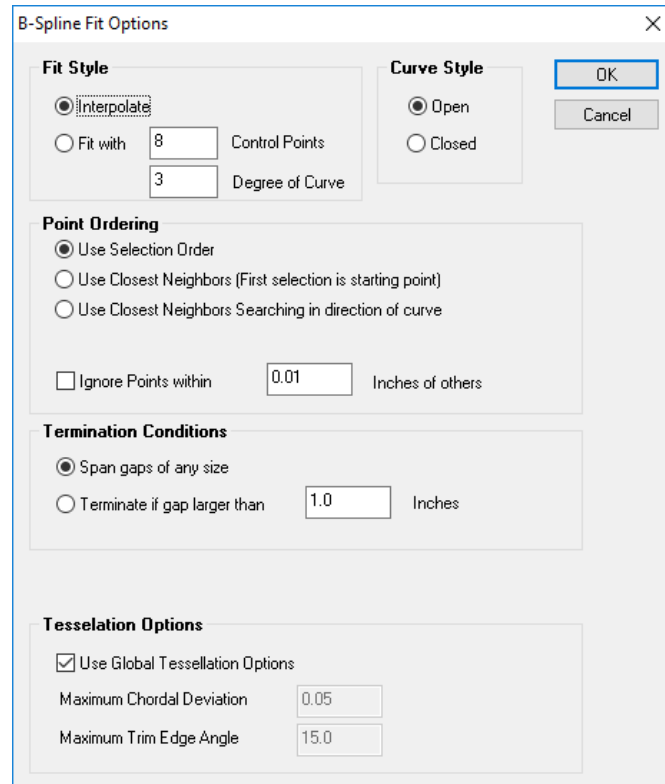 B-Spline Fit Options
Fit Style
Interpolate
Fit with 8 Control Points
3 Degree of Curve
Curve Style
Open
Closed
OK
Cancel
Point Ordering
Use Selection Order
Use Closest Neighbors (First selection is starting point)
Use Closest Neighbors Searching in direction of curve
Ignore Points within 0.01 Inches of others
Termination Conditions
Span gaps of any size
Terminate if gap larger than 1.0 Inches
Tesselation Options
Use Global Tessellation Options
Maximum Chordal Deviation 0.05
Maximum Trim Edge Angle 15.0